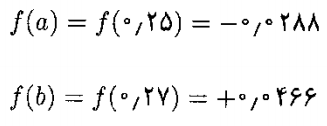 f(a) = f(۰٫۲۵) = −۰٫۰۲۸۸
f(b) = f(۰٫۲۷) = +۰٫۰۴۶۶